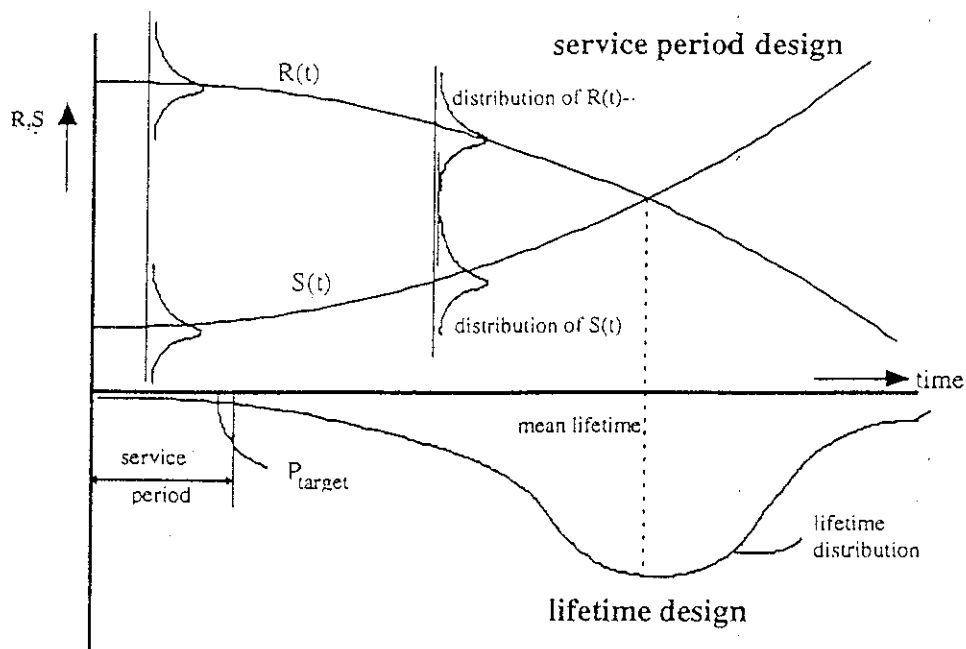 service period design
R(t)
distribution of R(t)--
R,S
S(t)
distribution of S(t)
time
mean lifetime
service
period
P_target
lifetime
distribution
lifetime design